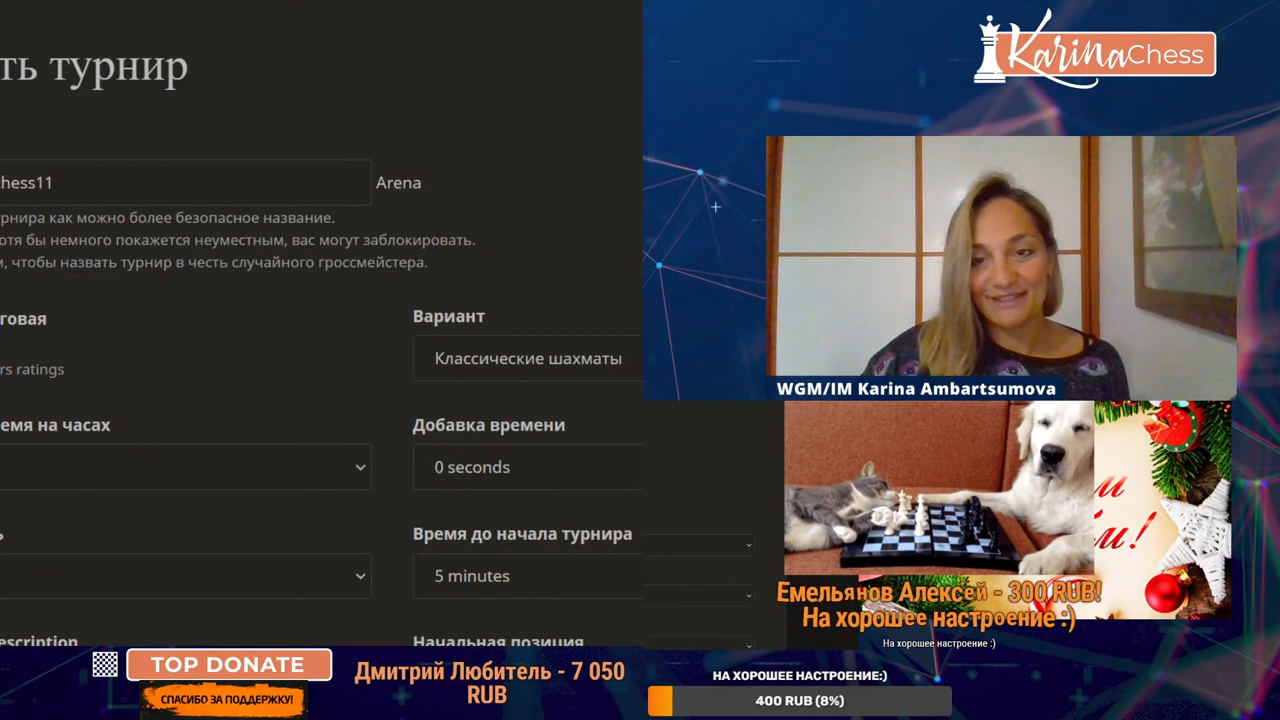 ть турнир
hess11
Arena
рнира как можно более безопасное название.
отя бы немного покажется неуместным, вас могут заблокировать.
м, чтобы назвать турнир в честь случайного гроссмейстера.
говая
Вариант
Классические шахматы
rs ratings
емя на часах
Добавка времени
0 seconds
Время до начала турнира
5 minutes
escription
Начальная позиция
KarinaChess
WGM/IM Karina Ambartsumova
м!
Емельянов Алексей - 300 RUB!
На хорошее настроение :)
На хорошее настроение :)
TOP DONATE
СПАСИБО ЗА ПОДДЕРЖКУ!
Дмитрий Любитель - 7 050
RUB
НА ХОРОШЕЕ НАСТРОЕНИЕ:)
400 RUB (8%)